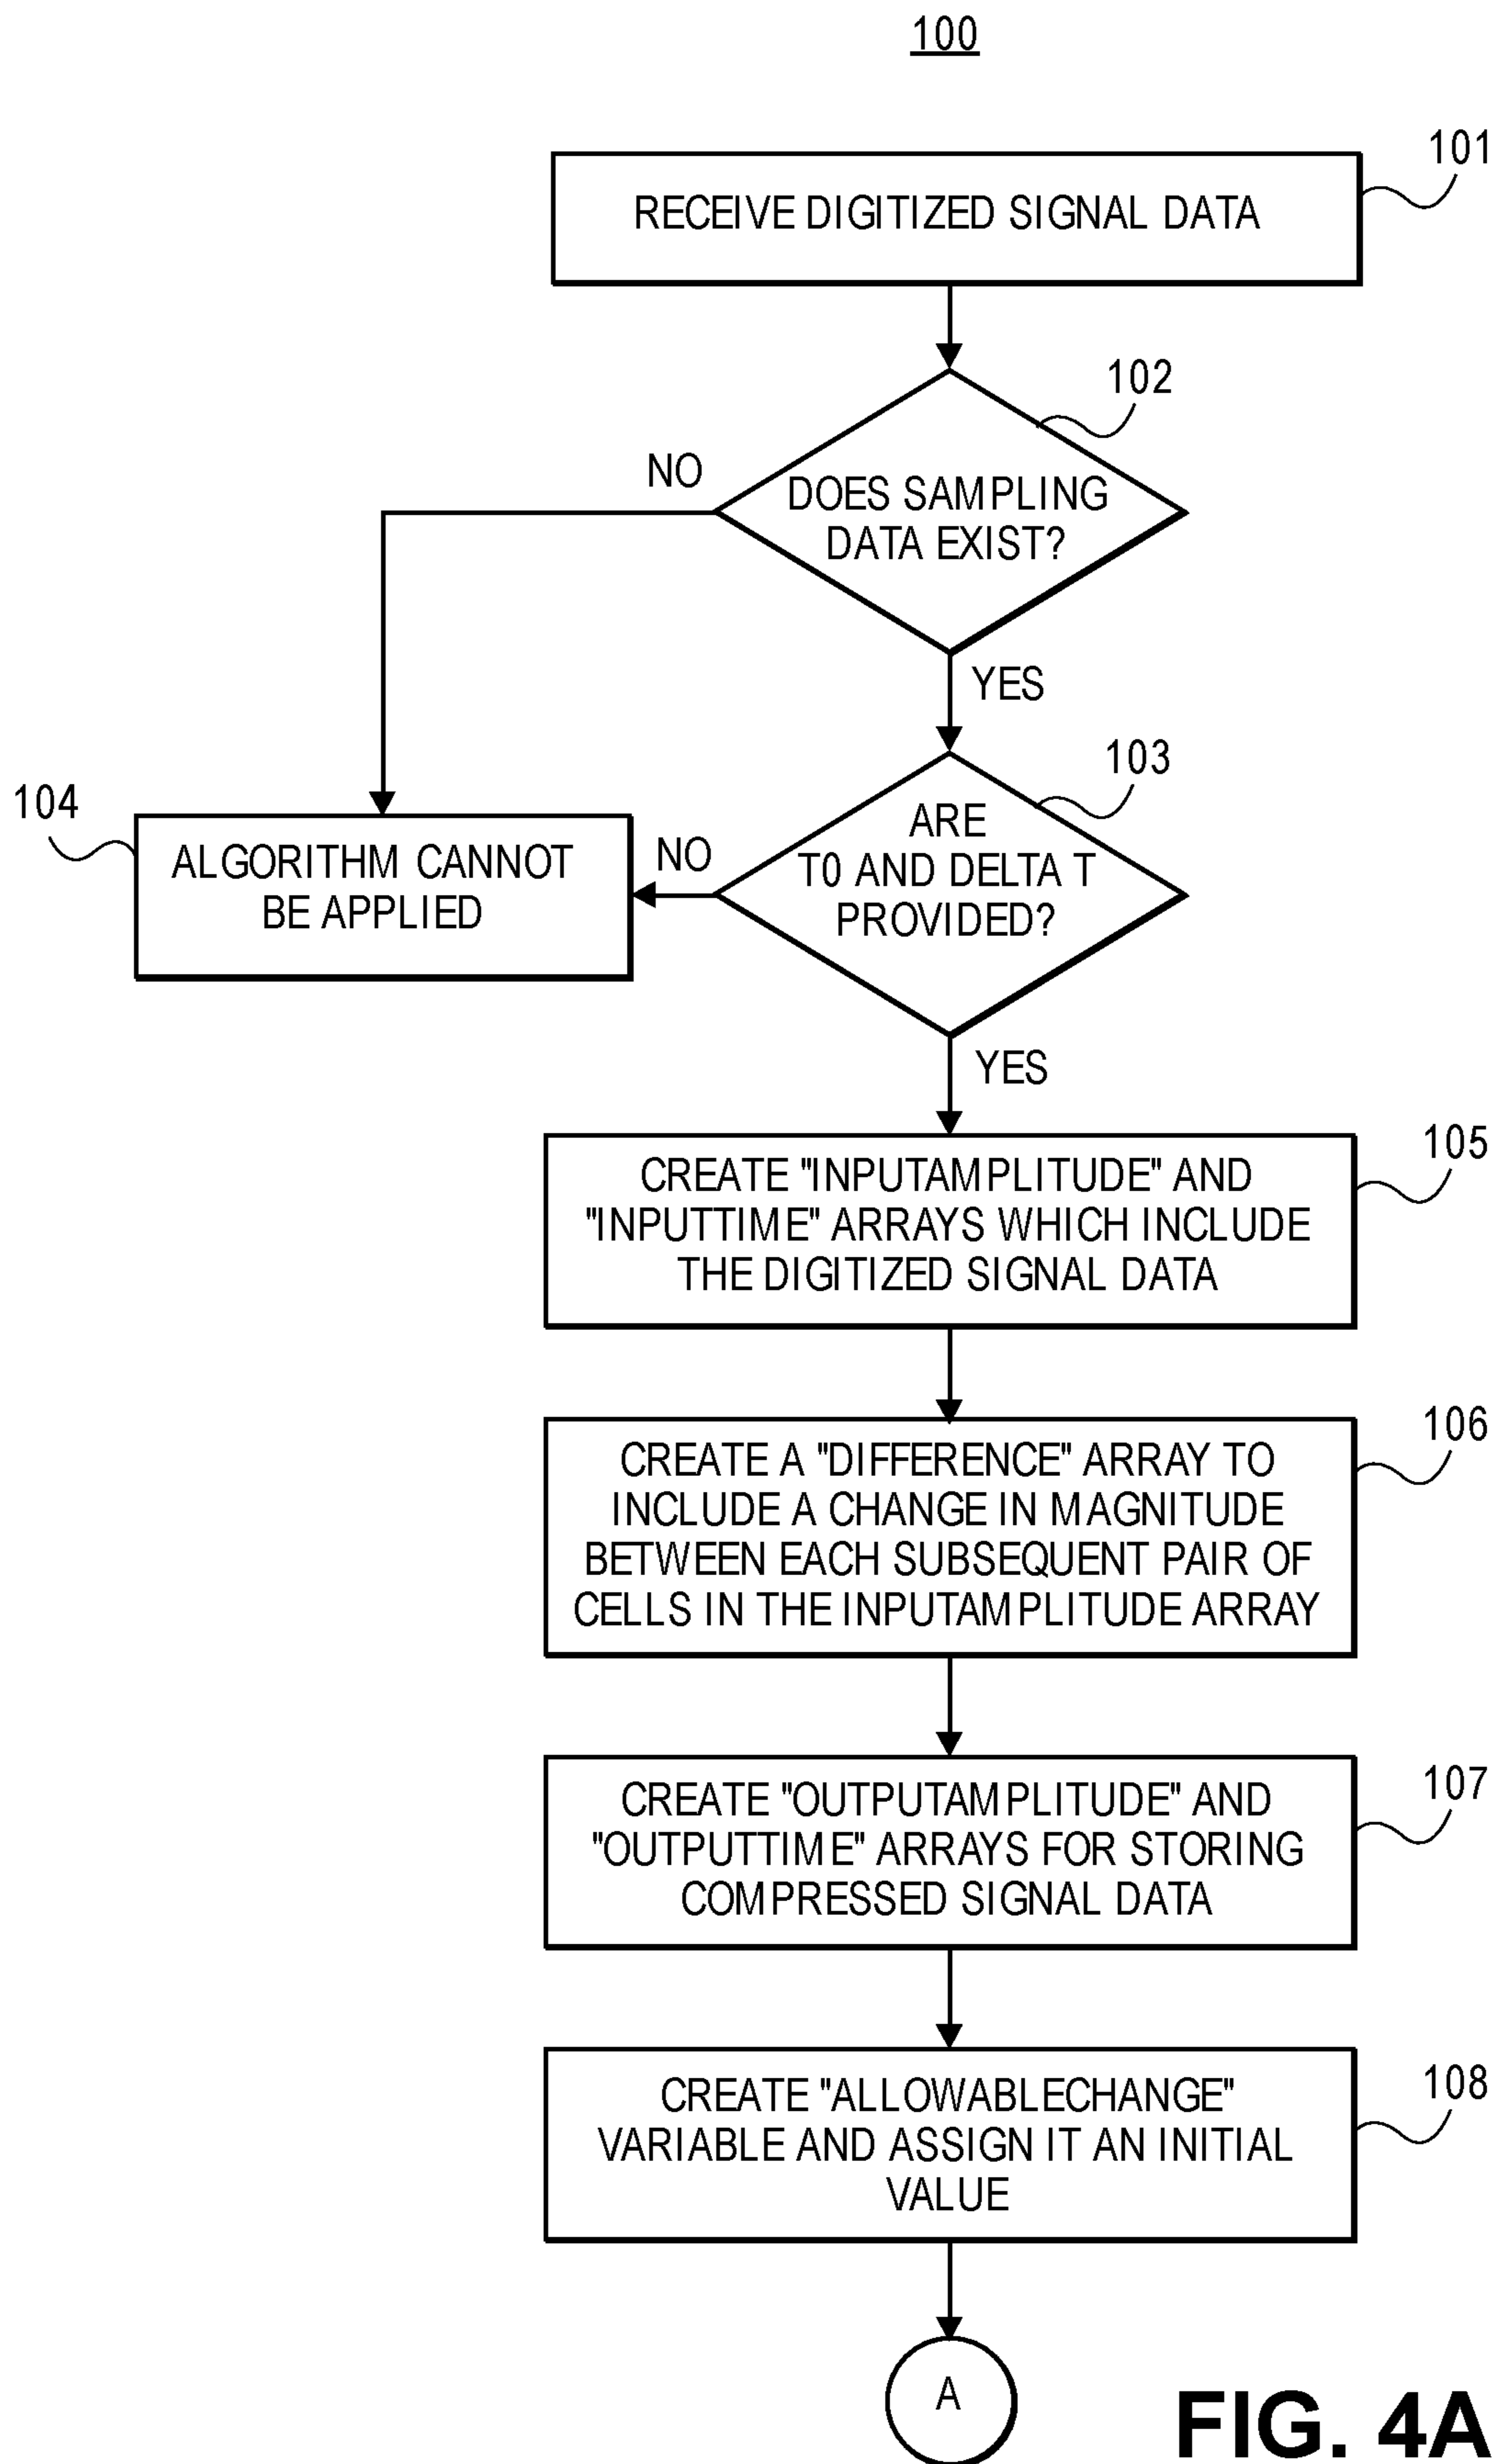 100
101
RECEIVE DIGITIZED SIGNAL DATA
102
NO
DOES SAMPLING
DATA EXIST?
YES
103
104
ARE
T0 AND DELTA T
PROVIDED?
NO
ALGORITHM CANNOT
BE APPLIED
YES
105
CREATE "INPUTAMPLITUDE" AND
"INPUTTIME" ARRAYS WHICH INCLUDE
THE DIGITIZED SIGNAL DATA
106
CREATE A "DIFFERENCE" ARRAY TO
INCLUDE A CHANGE IN MAGNITUDE
BETWEEN EACH SUBSEQUENT PAIR OF
CELLS IN THE INPUTAMPLITUDE ARRAY
107
CREATE "OUTPUTAMPLITUDE" AND
"OUTPUTTIME" ARRAYS FOR STORING
COMPRESSED SIGNAL DATA
108
CREATE "ALLOWABLECHANGE"
VARIABLE AND ASSIGN IT AN INITIAL
VALUE
A
FIG. 4A